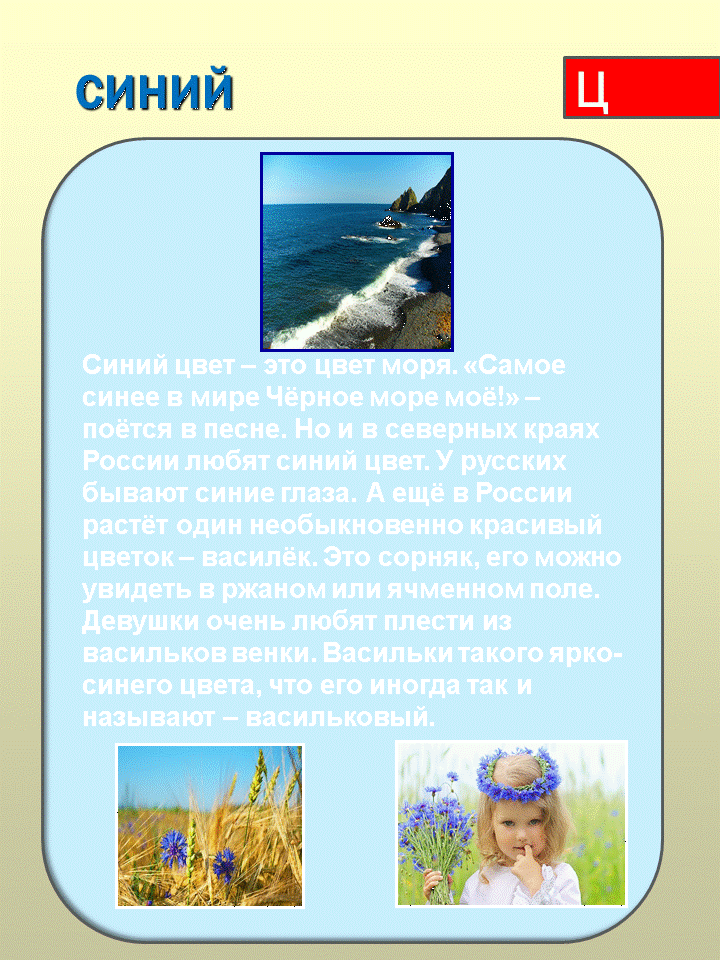 синий
Ц
Синий цвет – это цвет моря. «Самое
синее в мире Чёрное море моё!» –
поётся в песне. Но и в северных краях
России любят синий цвет. У русских
бывают синие глаза. А ещё в России
растёт один необыкновенно красивый
цветок – василёк. Это сорняк, его можно
увидеть в ржаном или ячменном поле.
Девушки очень любят плести из
васильков венки. Васильки такого ярко-
синего цвета, что его иногда так и
называют – васильковый.